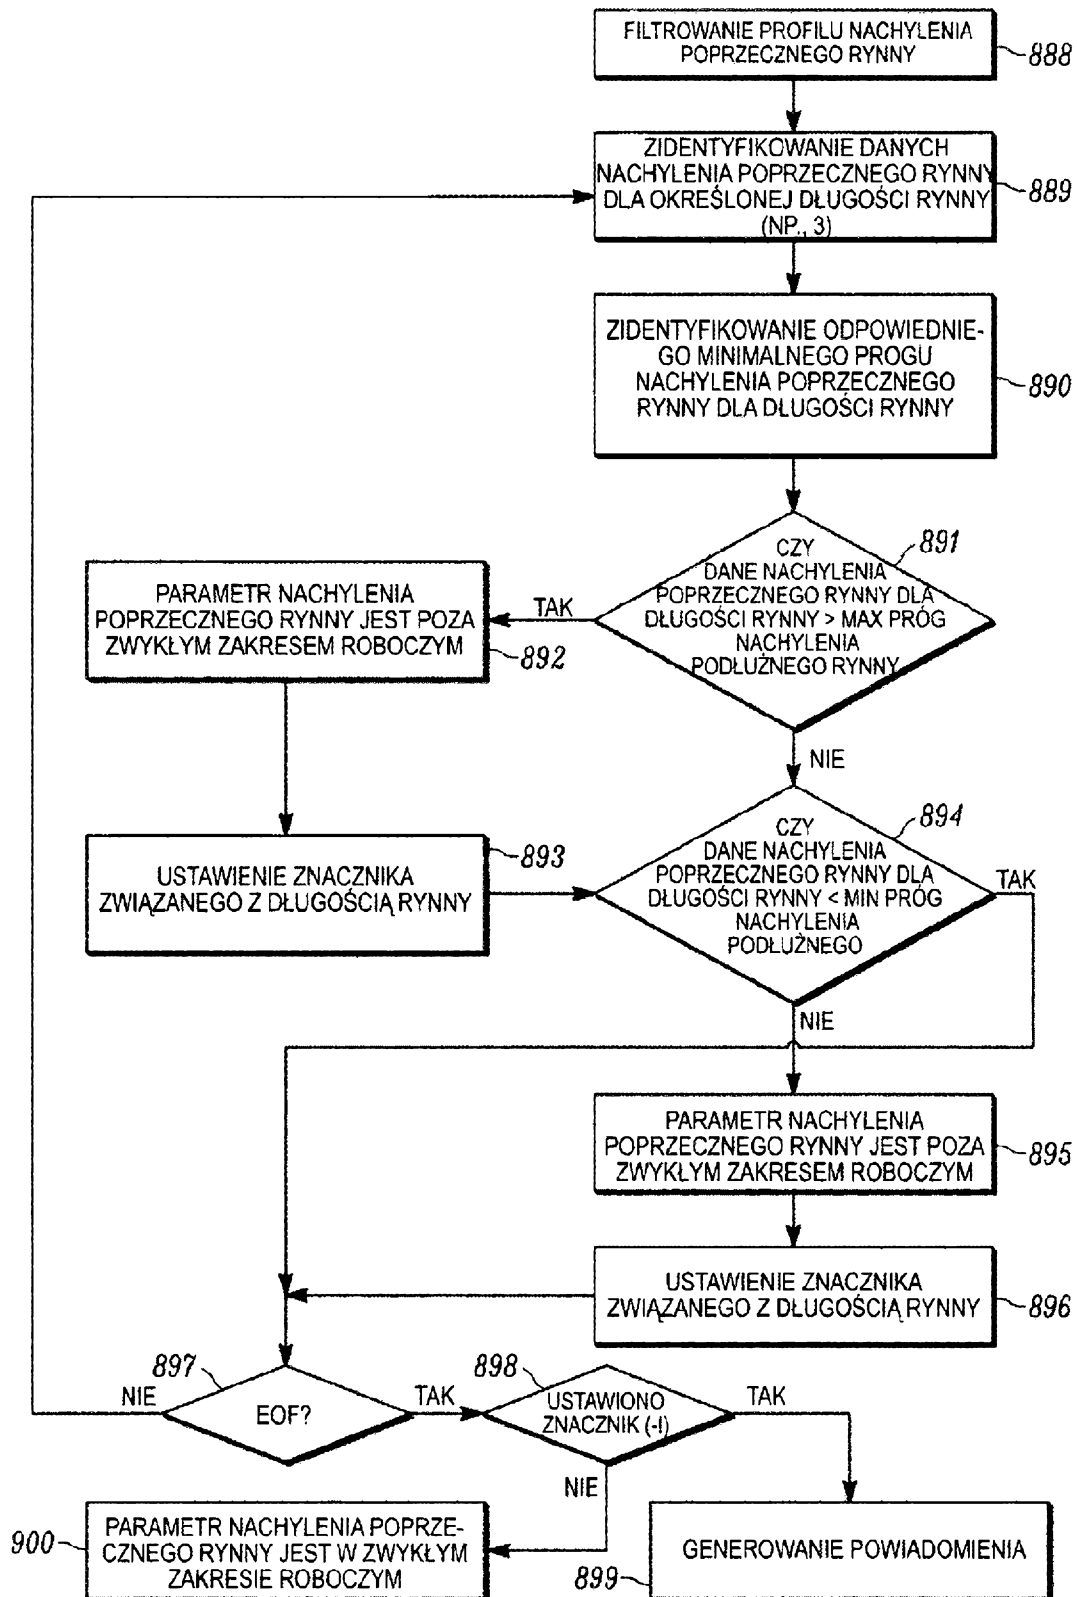 FILTROWANIE PROFILU NACHYLENIA
POPRZECZNEGO RYNNY
888
ZIDENTYFIKOWANIE DANYCH
NACHYLENIA POPRZECZNEGO RYNNY
DLA OKREŚLONEJ DŁUGOŚCI RYNNY
(NP., 3)
889
ZIDENTYFIKOWANIE ODPOWIEDNIE-
GO MINIMALNEGO PROGU
NACHYLENIA POPRZECZNEGO
RYNNY DLA DŁUGOŚCI RYNNY
890
CZY
DANE NACHYLENIA
POPRZECZNEGO RYNNY DLA
DŁUGOŚCI RYNNY > MAX PRÓG
NACHYLENIA
PODŁUŻNEGO RYNNY
891
TAK
NIE
PARAMETR NACHYLENIA
POPRZECZNEGO RYNNY JEST POZA
ZWYKŁYM ZAKRESEM ROBOCZYM
892
USTAWIENIE ZNACZNIKA
ZWIĄZANEGO Z DŁUGOŚCIĄ RYNNY
893
CZY
DANE NACHYLENIA
POPRZECZNEGO RYNNY DLA
DŁUGOŚCI RYNNY < MIN PRÓG
NACHYLENIA
PODŁUŻNEGO
894
TAK
NIE
PARAMETR NACHYLENIA
POPRZECZNEGO RYNNY JEST POZA
ZWYKŁYM ZAKRESEM ROBOCZYM
895
USTAWIENIE ZNACZNIKA
ZWIĄZANEGO Z DŁUGOŚCIĄ RYNNY
896
897
NIE
EOF?
TAK
898
USTAWIONO
ZNACZNIK (-I)
TAK
NIE
900
PARAMETR NACHYLENIA POPRZE-
CZNEGO RYNNY JEST W ZWYKŁYM
ZAKRESIE ROBOCZYM
GENEROWANIE POWIADOMIENIA
899